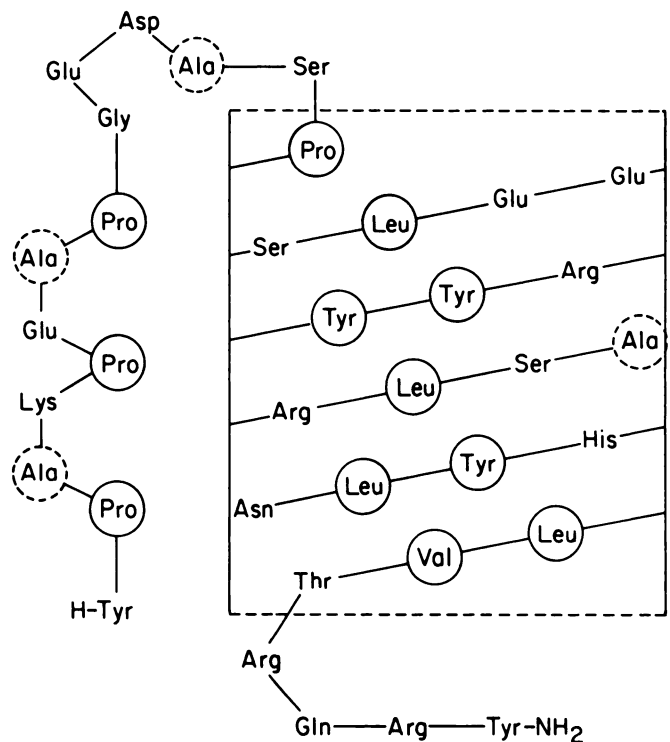 Asp
Glu Ala Ser
Gly
Pro
Ala
Glu
Pro
Lys
Ala
Pro
H-Tyr
Pro
Ser Leu Glu Glu
Tyr Tyr Arg
Arg Leu Ser Ala
Asn Leu Tyr His
Thr Val Leu
Arg
Gln Arg Tyr-NH₂